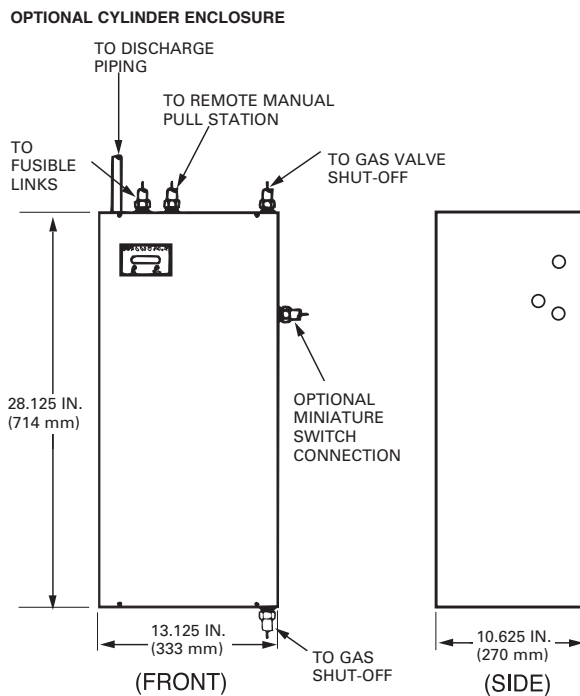 OPTIONAL CYLINDER ENCLOSURE
TO DISCHARGE
PIPING
TO REMOTE MANUAL
PULL STATION
TO
FUSIBLE
LINKS
TO GAS VALVE
SHUT-OFF
28.125 IN.
(714 mm)
OPTIONAL
MINIATURE
SWITCH
CONNECTION
13.125 IN.
(333 mm)
TO GAS
SHUT-OFF
(FRONT)
10.625 IN.
(270 mm)
(SIDE)